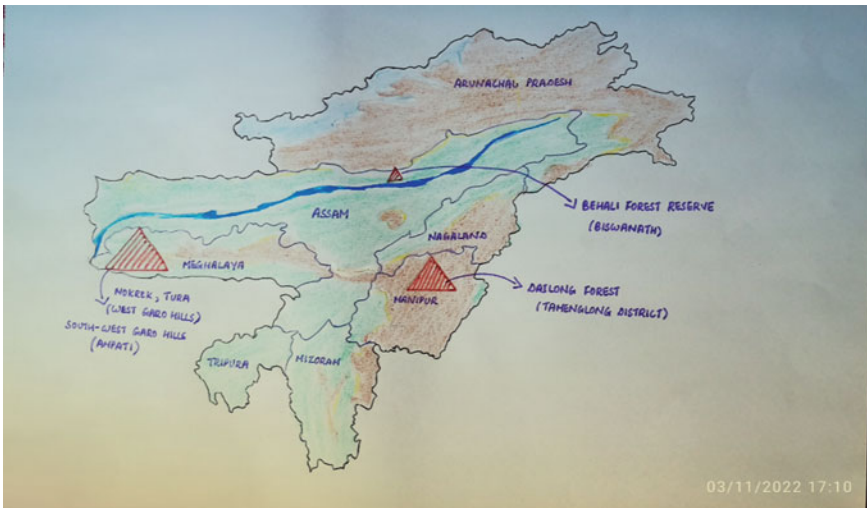 ARUNACHAL PRADESH
ASSAM
BEHALI FOREST RESERVE
(BISWANATH)
NAGALAND
MEGHALAYA
MANIPUR
DAILONG FOREST
(TAMENGLONG DISTRICT)
NOKREK, TURA
(WEST GARO HILLS)
SOUTH-WEST GARO HILLS
(AMPATI)
TRIPURA
MIZORAM
03/11/2022 17:10